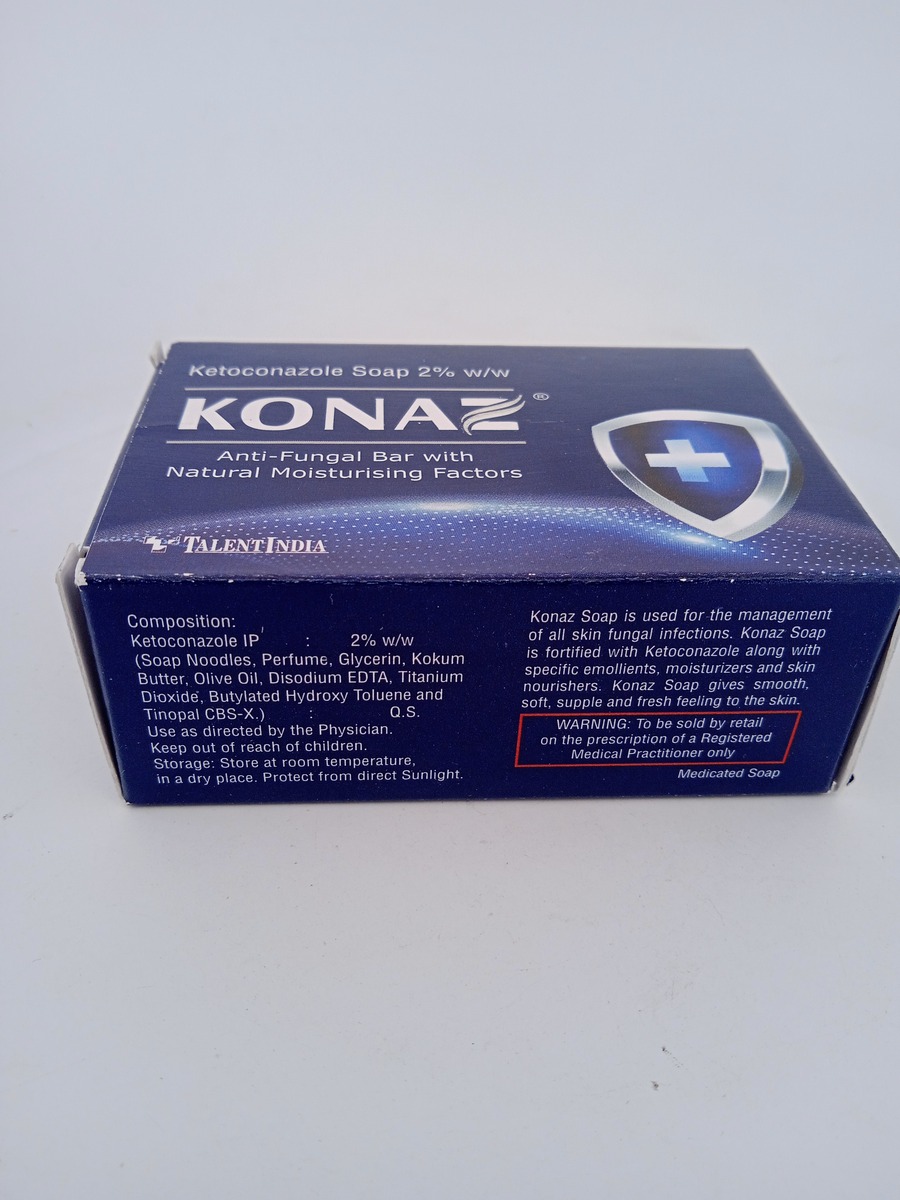 Ketoconazole Soap 2% w/w
KONAZ®
Anti-Fungal Bar with
Natural Moisturising Factors
TALENTINDIA
Composition:
Ketoconazole IP : 2% w/w
(Soap Noodles, Perfume, Glycerin, Kokum
Butter, Olive Oil, Disodium EDTA, Titanium
Dioxide, Butylated Hydroxy Toluene and
Tinopal CBS-X.) : Q.S.
Use as directed by the Physician.
Keep out of reach of children.
Storage: Store at room temperature,
in a dry place. Protect from direct Sunlight.
Konaz Soap is used for the management
of all skin fungal infections. Konaz Soap
is fortified with Ketoconazole along with
specific emollients, moisturizers and skin
nourishers. Konaz Soap gives smooth,
soft, supple and fresh feeling to the skin.
WARNING: To be sold by retail
on the prescription of a Registered
Medical Practitioner only
Medicated Soap